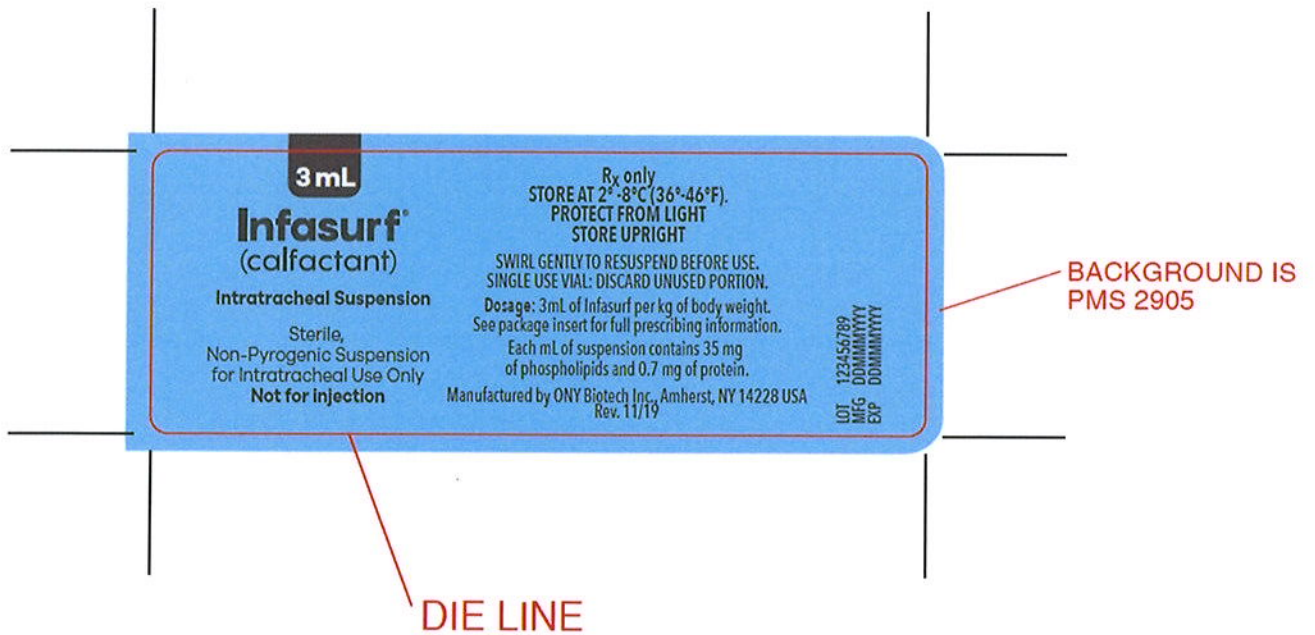 3 mL
Infasurf®
(calfactant)
Intratracheal Suspension
Sterile,
Non-Pyrogenic Suspension
for Intratracheal Use Only
Not for injection
Rx only
STORE AT 2º-8ºC (36º-46ºF).
PROTECT FROM LIGHT
STORE UPRIGHT
SWIRL GENTLY TO RESUSPEND BEFORE USE.
SINGLE USE VIAL: DISCARD UNUSED PORTION.
Dosage: 3mL of Infasurf per kg of body weight.
See package insert for full prescribing information.
Each mL of suspension contains 35 mg
of phospholipids and 0.7 mg of protein.
Manufactured by ONY Biotech Inc., Amherst, NY 14228 USA
Rev. 11/19
LOT 123456789
MFG DDMMMYYYY
EXP DDMMMYYYY
BACKGROUND IS
PMS 2905
DIE LINE